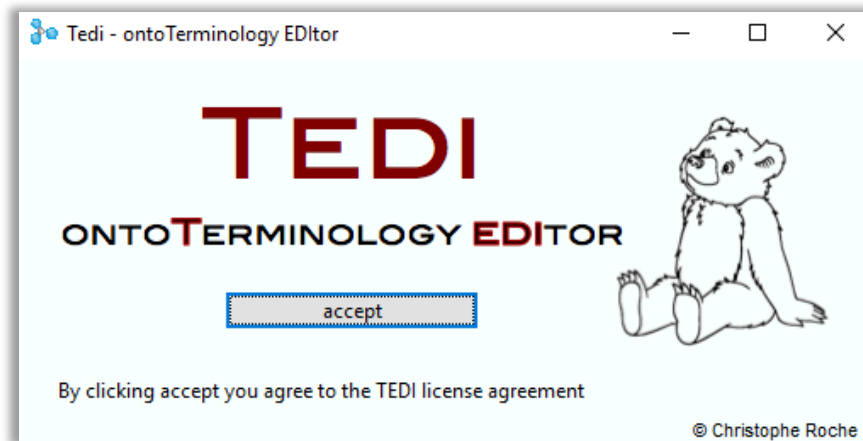 Tedi - ontoTerminology EDItor
TEDI
ONTOTERMINOLOGY EDITOR
accept
By clicking accept you agree to the TEDI license agreement
© Christophe Roche